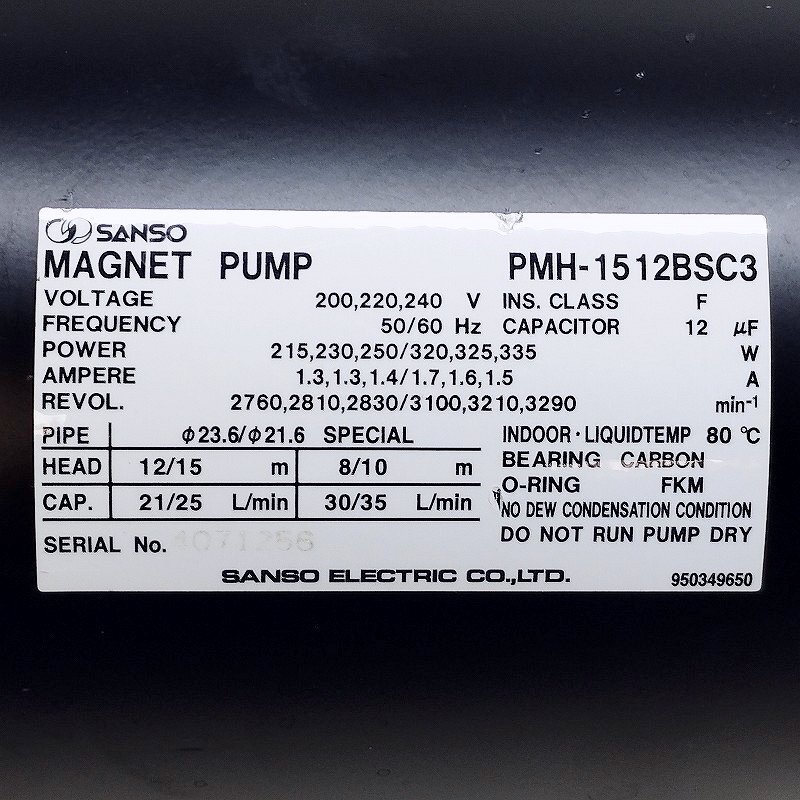 SANSO
MAGNET PUMP PMH-1512BSC3
VOLTAGE 200,220,240 V INS. CLASS F
FREQUENCY 50/60 Hz CAPACITOR 12 µF
POWER 215,230,250/320,325,335 W
AMPERE 1.3,1.3,1.4/1.7,1.6,1.5 A
REVOL. 2760,2810,2830/3100,3210,3290 min-1
PIPE φ23.6/φ21.6 SPECIAL INDOOR·LIQUIDTEMP 80 ℃
HEAD 12/15 m 8/10 m BEARING CARBON
O-RING FKM
CAP. 21/25 L/min 30/35 L/min NO DEW CONDENSATION CONDITION
DO NOT RUN PUMP DRY
SERIAL No. 4071256
SANSO ELECTRIC CO.,LTD. 950349650